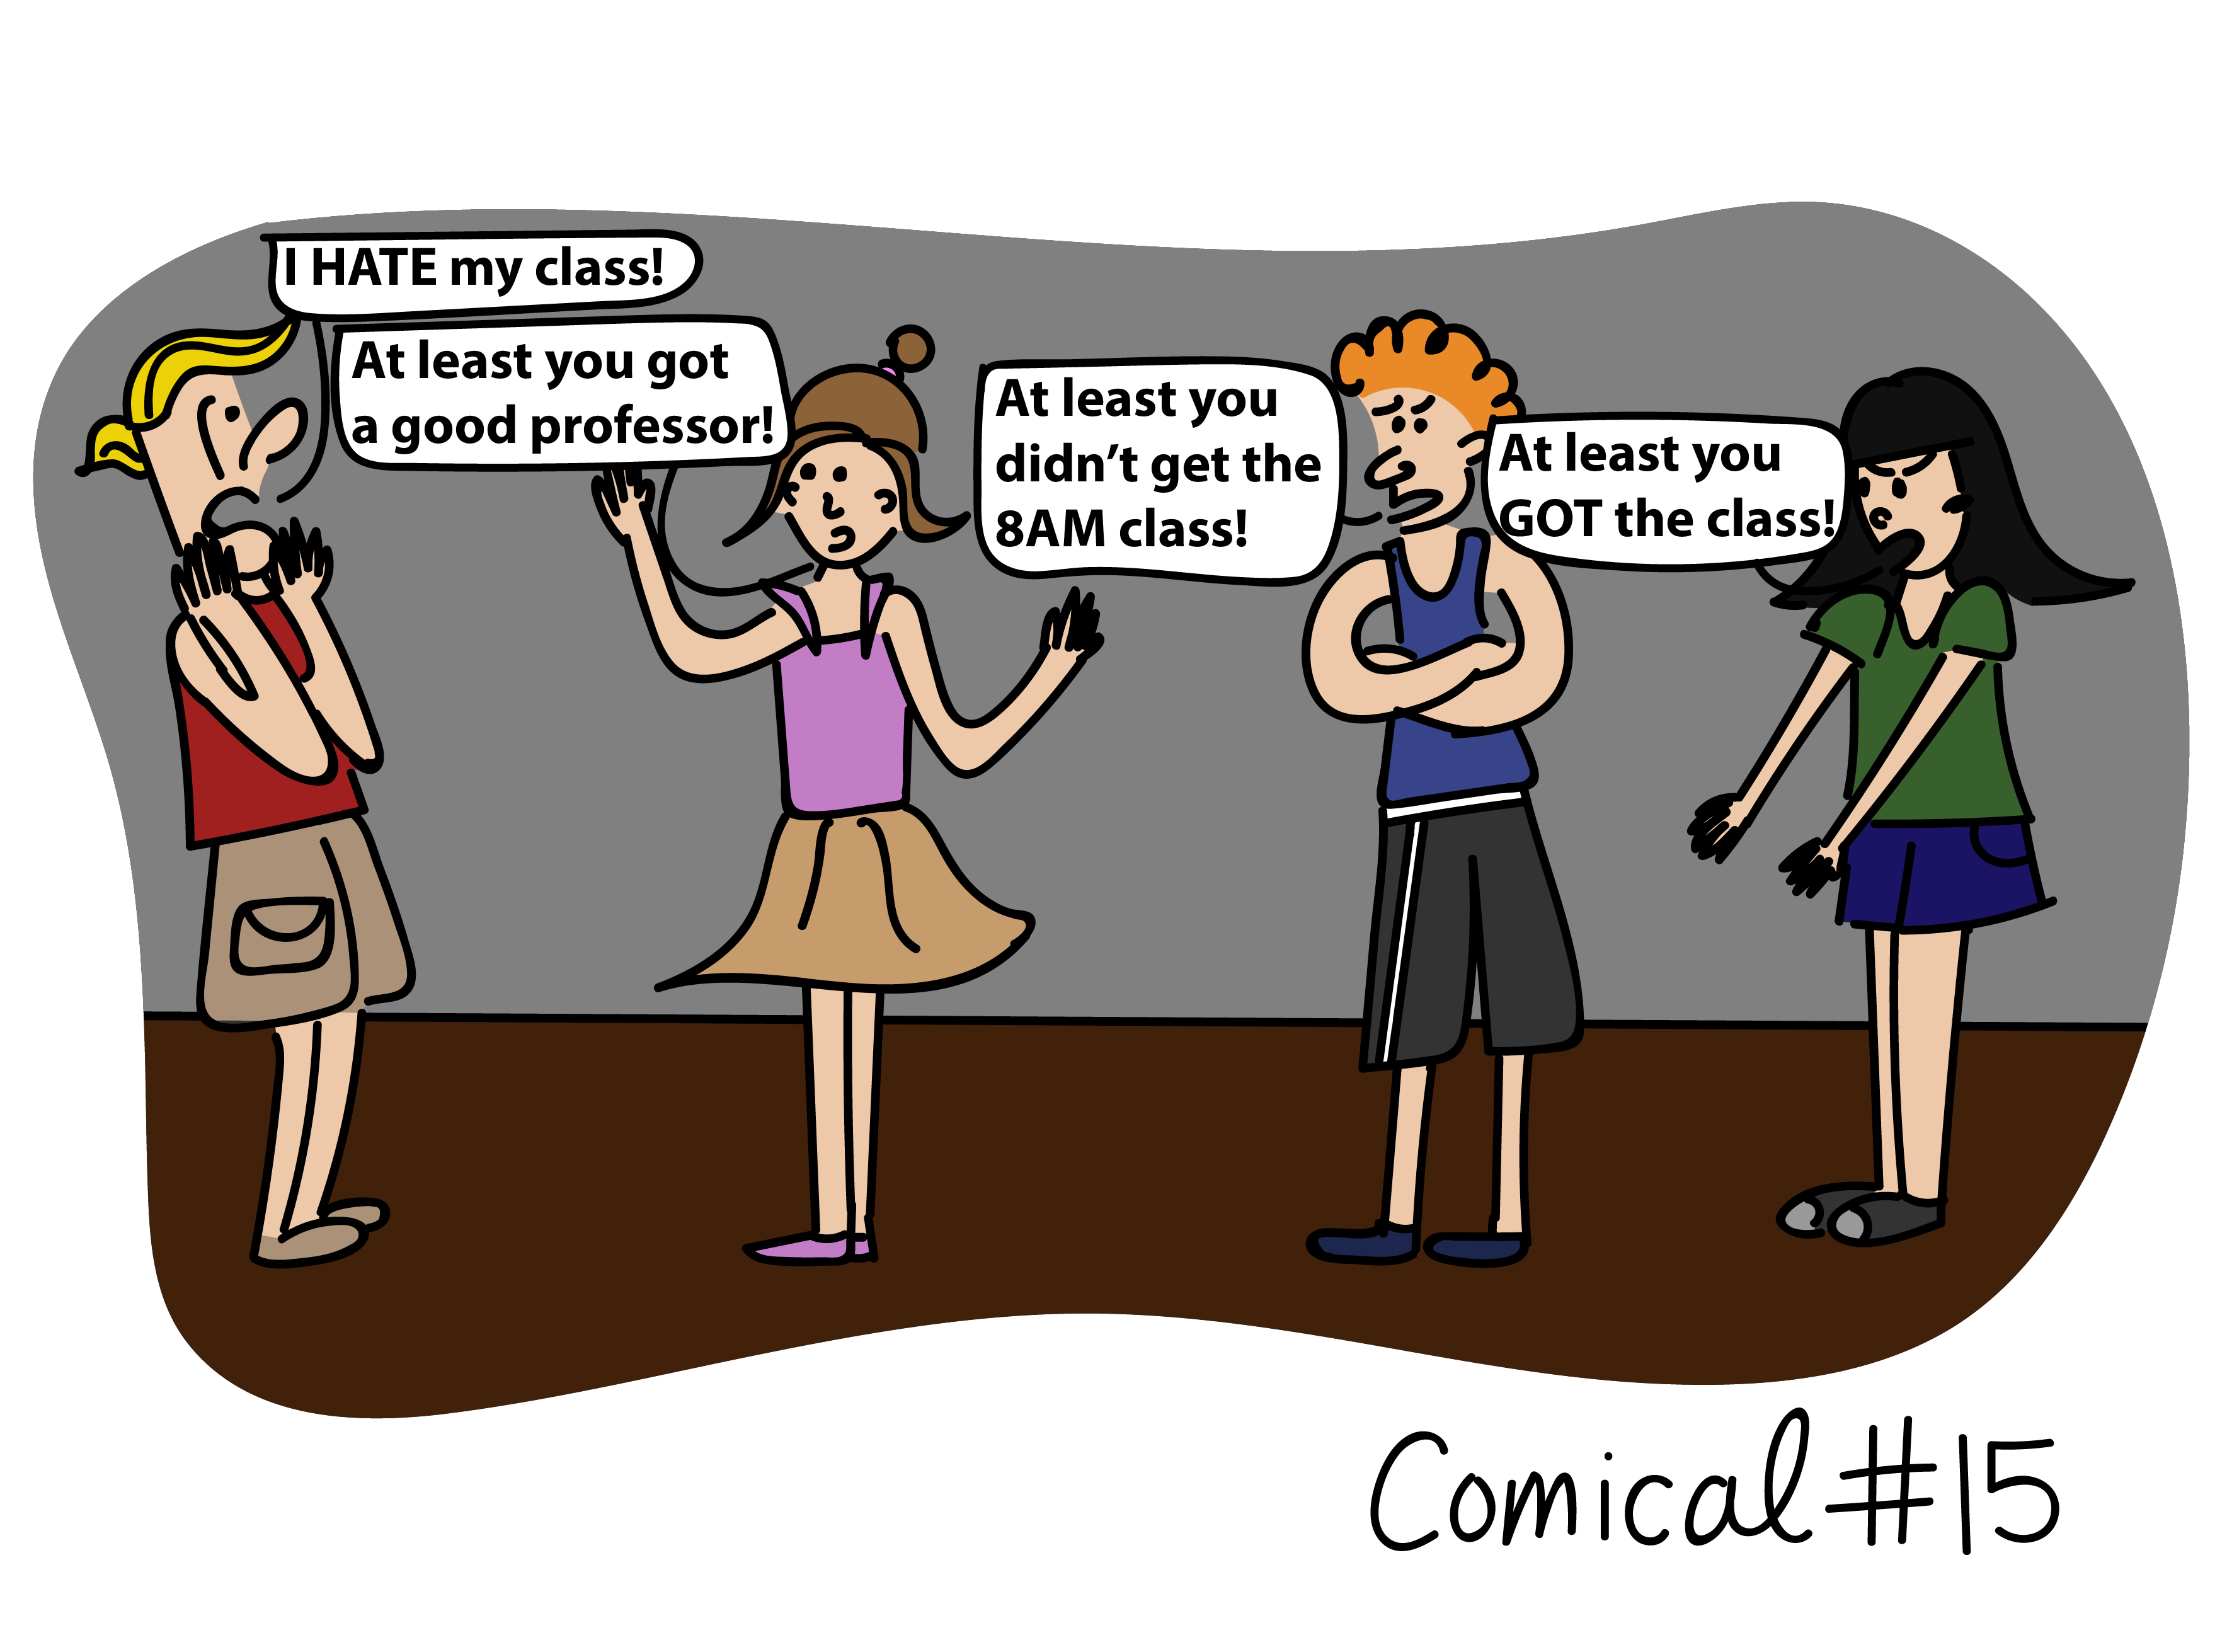 I HATE my class!
At least you got
a good professor!
At least you
didn't get the
8AM class!
At least you
GOT the class!
Comical #15